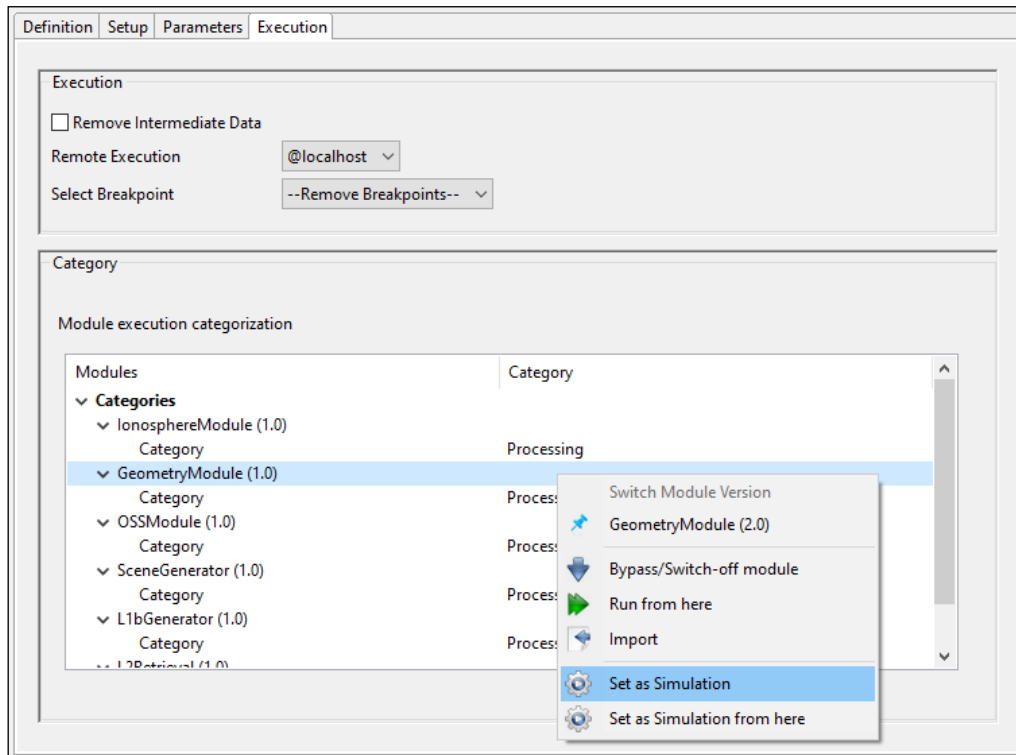 Definition Setup Parameters Execution
Execution
Remove Intermediate Data
Remote Execution @localhost
Select Breakpoint --Remove Breakpoints--
Category
Module execution categorization
Modules Category
Categories
IonosphereModule (1.0)
Category Processing
GeometryModule (1.0)
Category Process
OSSModule (1.0)
Category Process
SceneGenerator (1.0)
Category Process
L1bGenerator (1.0)
Category Process
L2Retrieval (1.0)
Switch Module Version
GeometryModule (2.0)
Bypass/Switch-off module
Run from here
Import
Set as Simulation
Set as Simulation from here